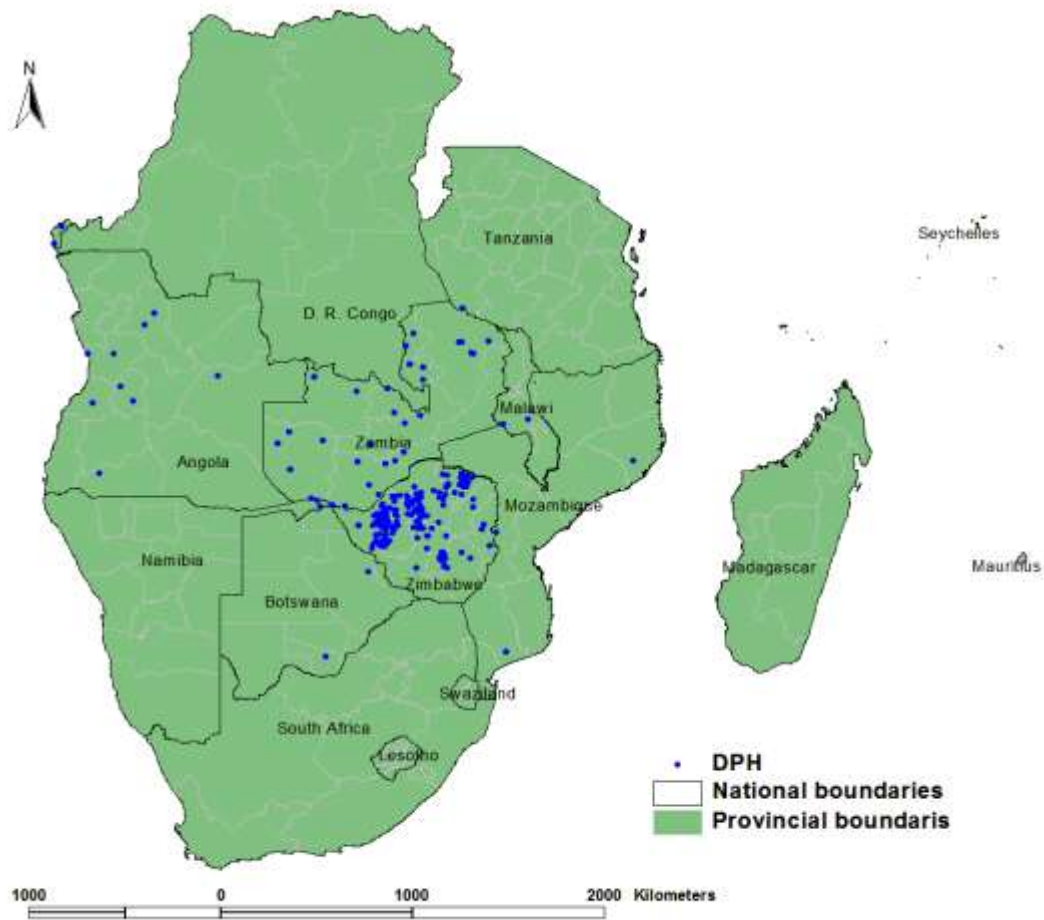 N
Tanzania
Seychelles
D. R. Congo
Malawi
Zambia
Angola
Mozambique
Namibia
Madagascar
Mauritius
Zimbabwe
Botswana
Swaziland
South Africa
Lesotho
DPH
National boundaries
Provincial boundaris
1000 0 1000 2000 Kilometers